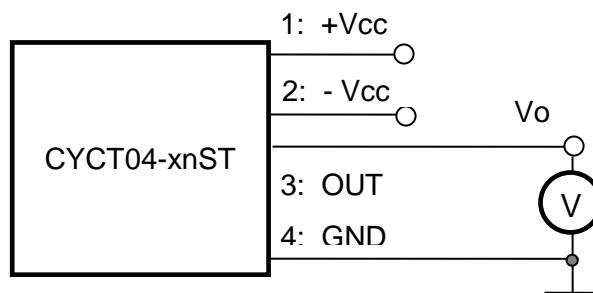 1: +Vcc
2: - Vcc
Vo
CYCT04-xnST
3: OUT
V
4: GND